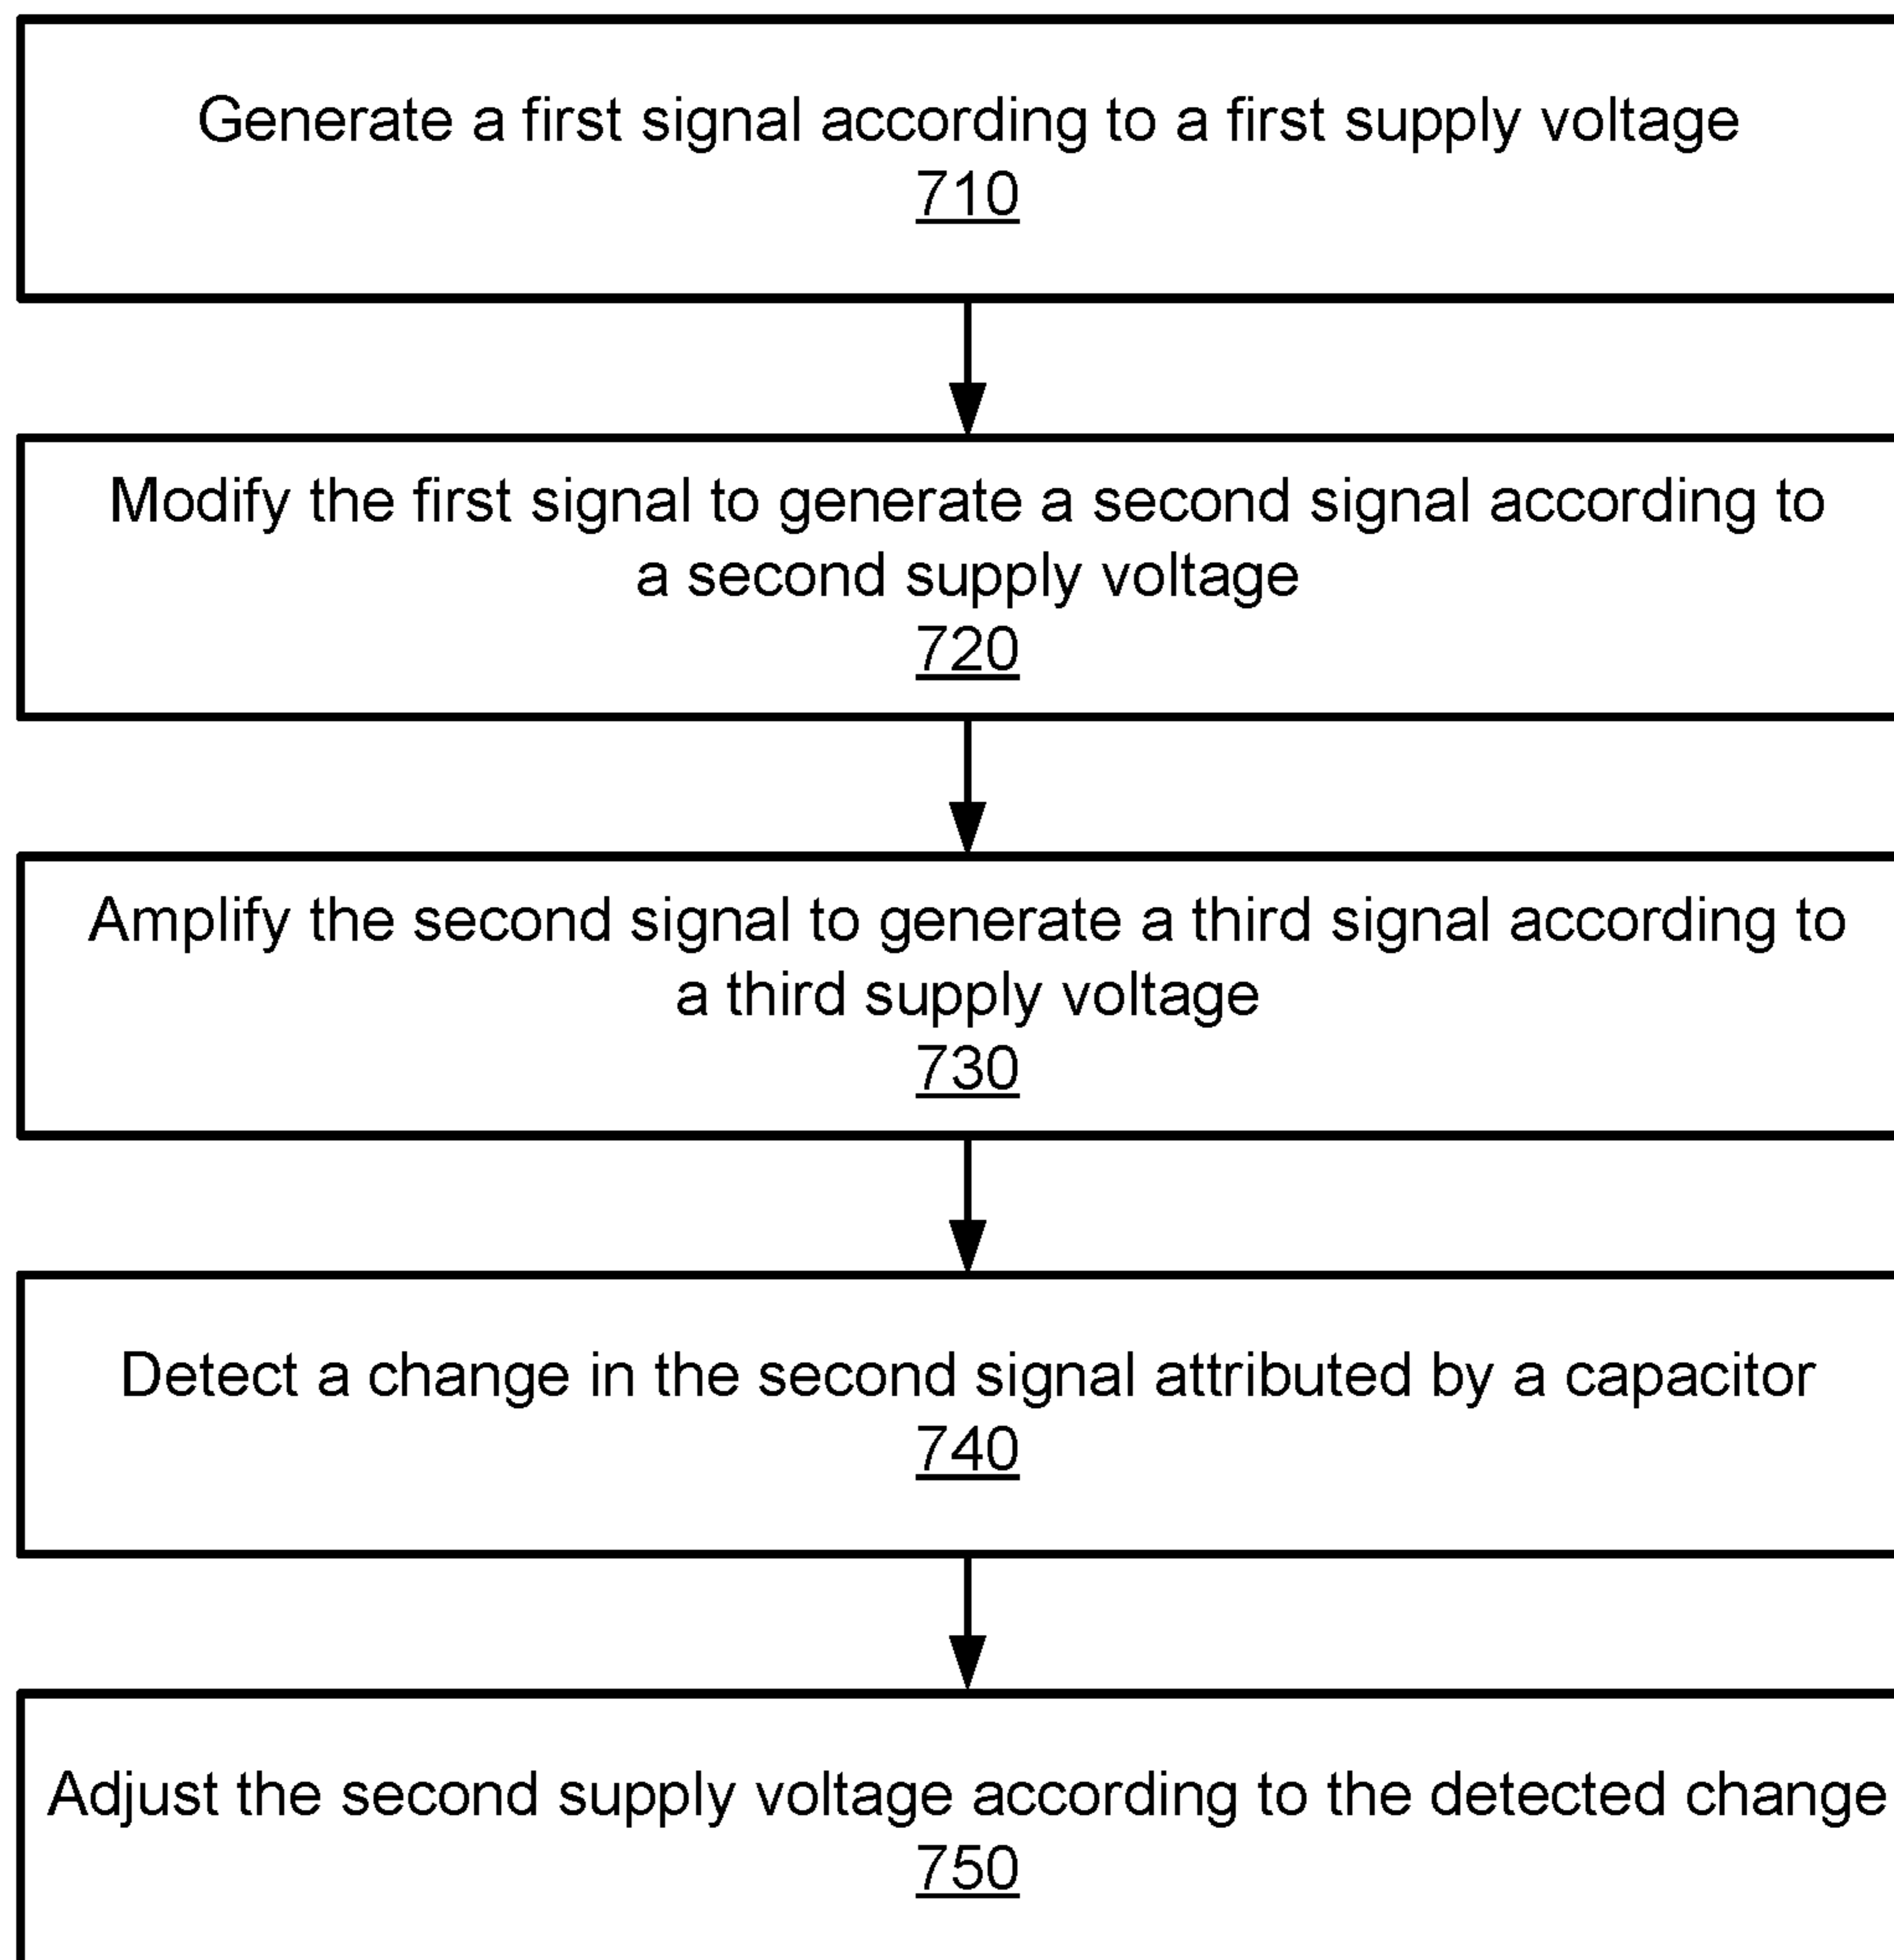 Generate a first signal according to a first supply voltage
710
Modify the first signal to generate a second signal according to
a second supply voltage
720
Amplify the second signal to generate a third signal according to
a third supply voltage
730
Detect a change in the second signal attributed by a capacitor
740
Adjust the second supply voltage according to the detected change
750